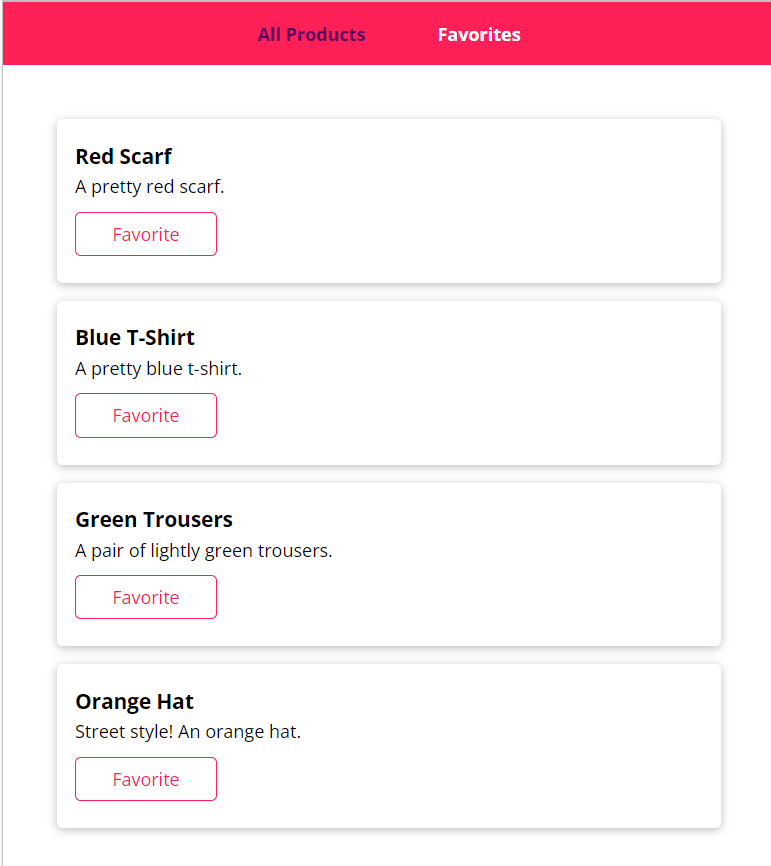 All Products Favorites
Red Scarf
A pretty red scarf.
Favorite
Blue T-Shirt
A pretty blue t-shirt.
Favorite
Green Trousers
A pair of lightly green trousers.
Favorite
Orange Hat
Street style! An orange hat.
Favorite